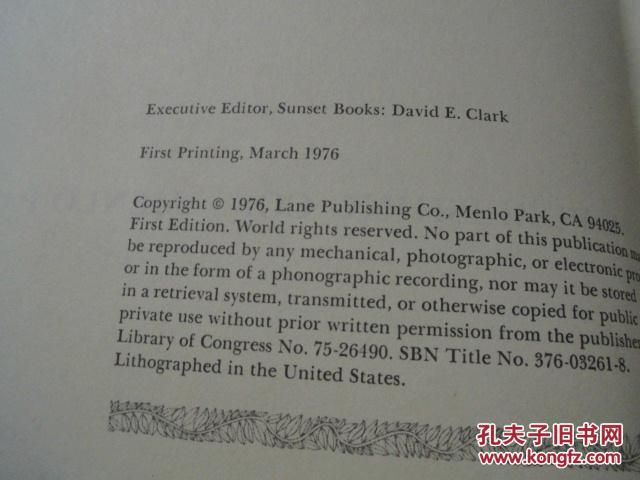 Executive Editor, Sunset Books: David E. Clark
First Printing, March 1976
Copyright © 1976, Lane Publishing Co., Menlo Park, CA 94025.
First Edition. World rights reserved. No part of this publication
be reproduced by any mechanical, photographic, or electronic
or in the form of a phonographic recording, nor may it be stored
in a retrieval system, transmitted, or otherwise copied for public
private use without prior written permission from the publisher
Library of Congress No. 75-26490. SBN Title No. 376-03261-8.
Lithographed in the United States.
孔夫子旧书网
www.kongfz.com